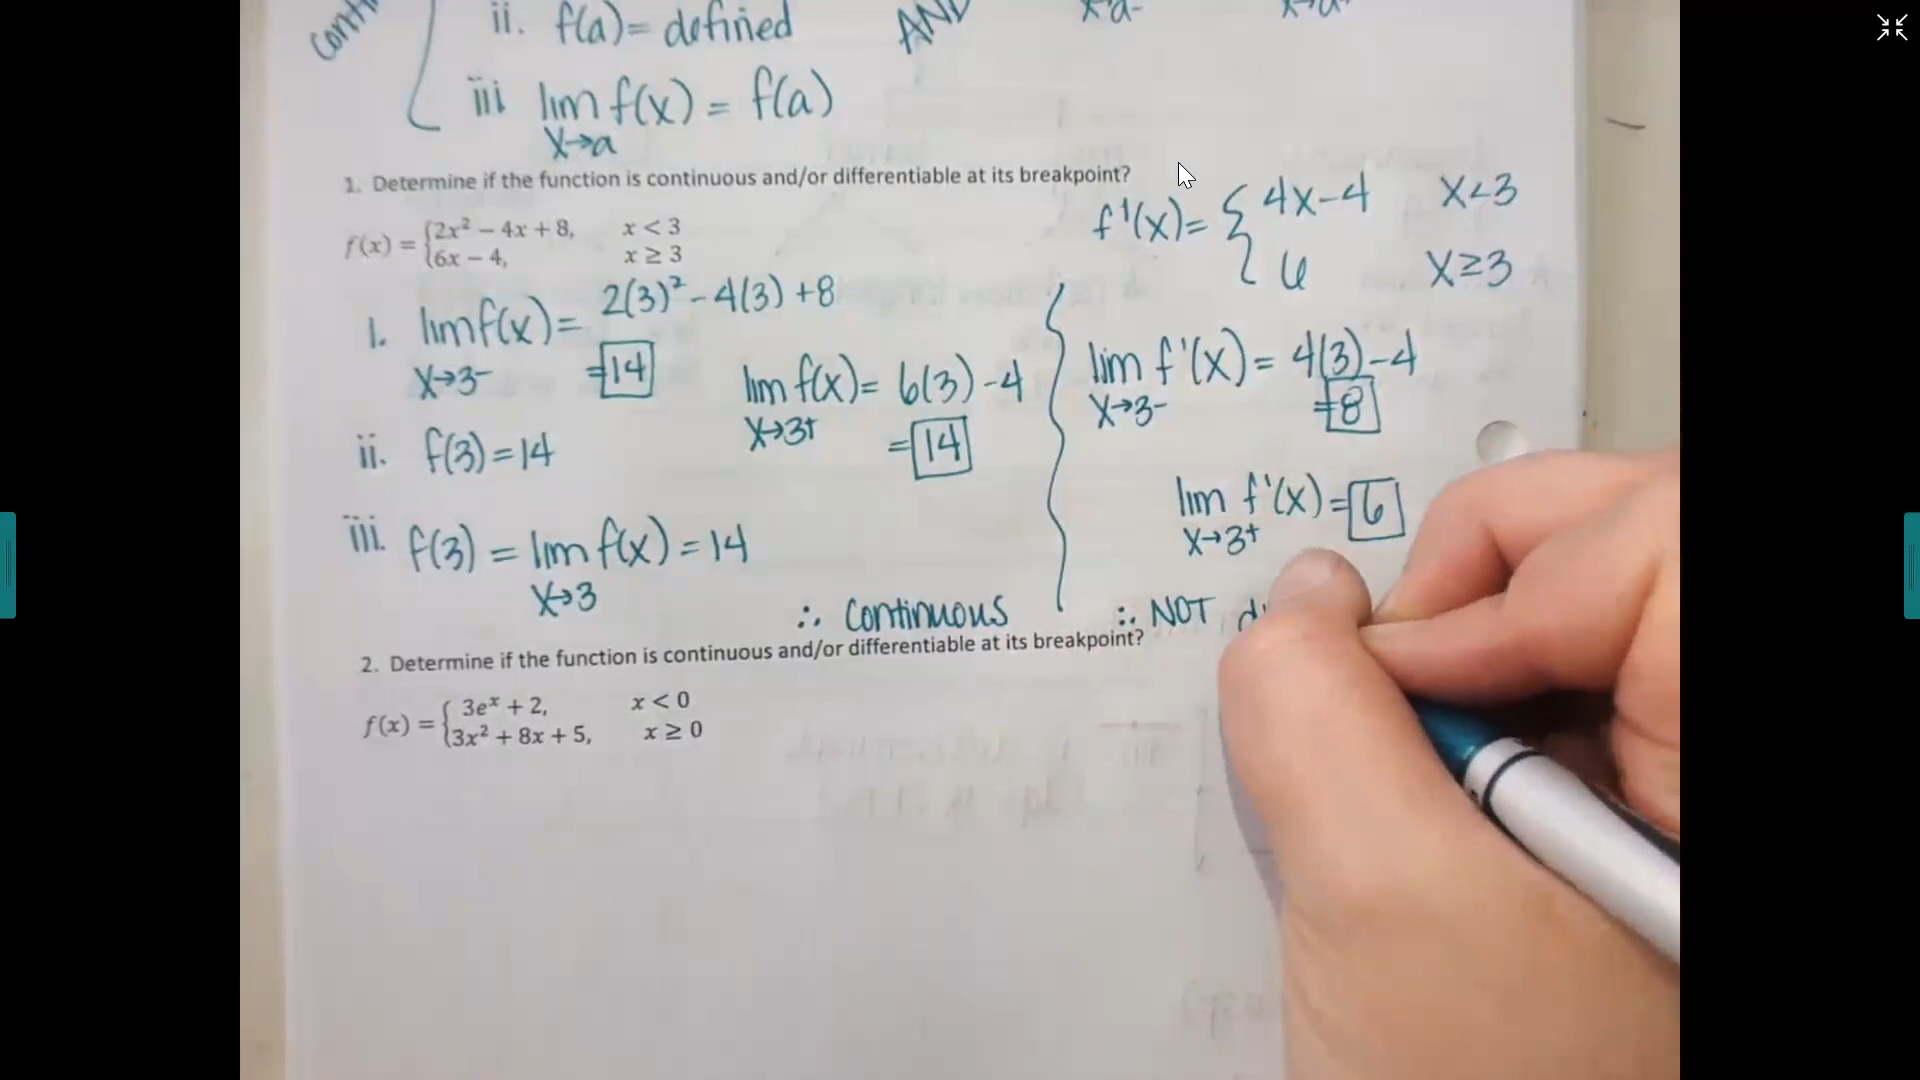 conti
ii. f(a) = defined
AND
x→a-
x→a+
iii lim f(x) = f(a)
x→a
1. Determine if the function is continuous and/or differentiable at its breakpoint?
f(x) = {2x² − 4x + 8, x < 3
6x − 4, x ≥ 3
i. lim f(x) = 2(3)² - 4(3) + 8
x→3- = 14
lim f(x) = 6(3) - 4
x→3+ = 14
ii. f(3) = 14
iii. f(3) = lim f(x) = 14
x→3
∴ Continuous
f'(x) = { 4x-4 x<3
6 x≥3
lim f'(x) = 4(3)-4
x→3- = 8
lim f'(x) = 6
x→3+
∴ NOT di
2. Determine if the function is continuous and/or differentiable at its breakpoint?
f(x) = {3eˣ + 2, x < 0
3x² + 8x + 5, x ≥ 0